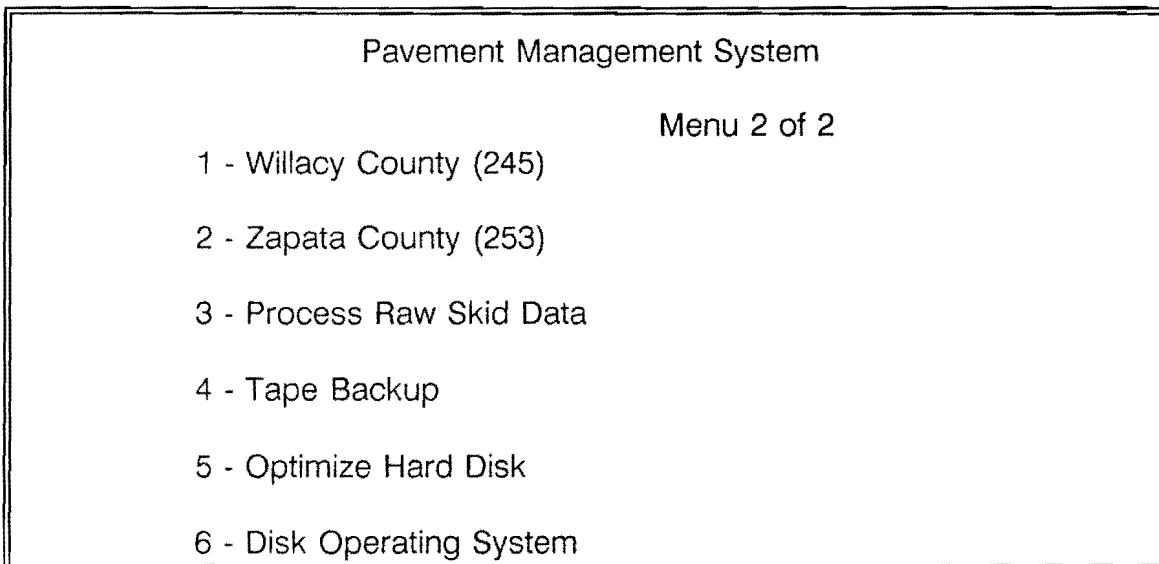 Pavement Management System
Menu 2 of 2
1 - Willacy County (245)
2 - Zapata County (253)
3 - Process Raw Skid Data
4 - Tape Backup
5 - Optimize Hard Disk
6 - Disk Operating System